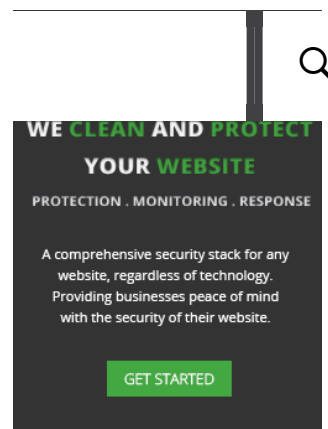 WE CLEAN AND PROTECT
YOUR WEBSITE
PROTECTION . MONITORING . RESPONSE
A comprehensive security stack for any
website, regardless of technology.
Providing businesses peace of mind
with the security of their website.
GET STARTED